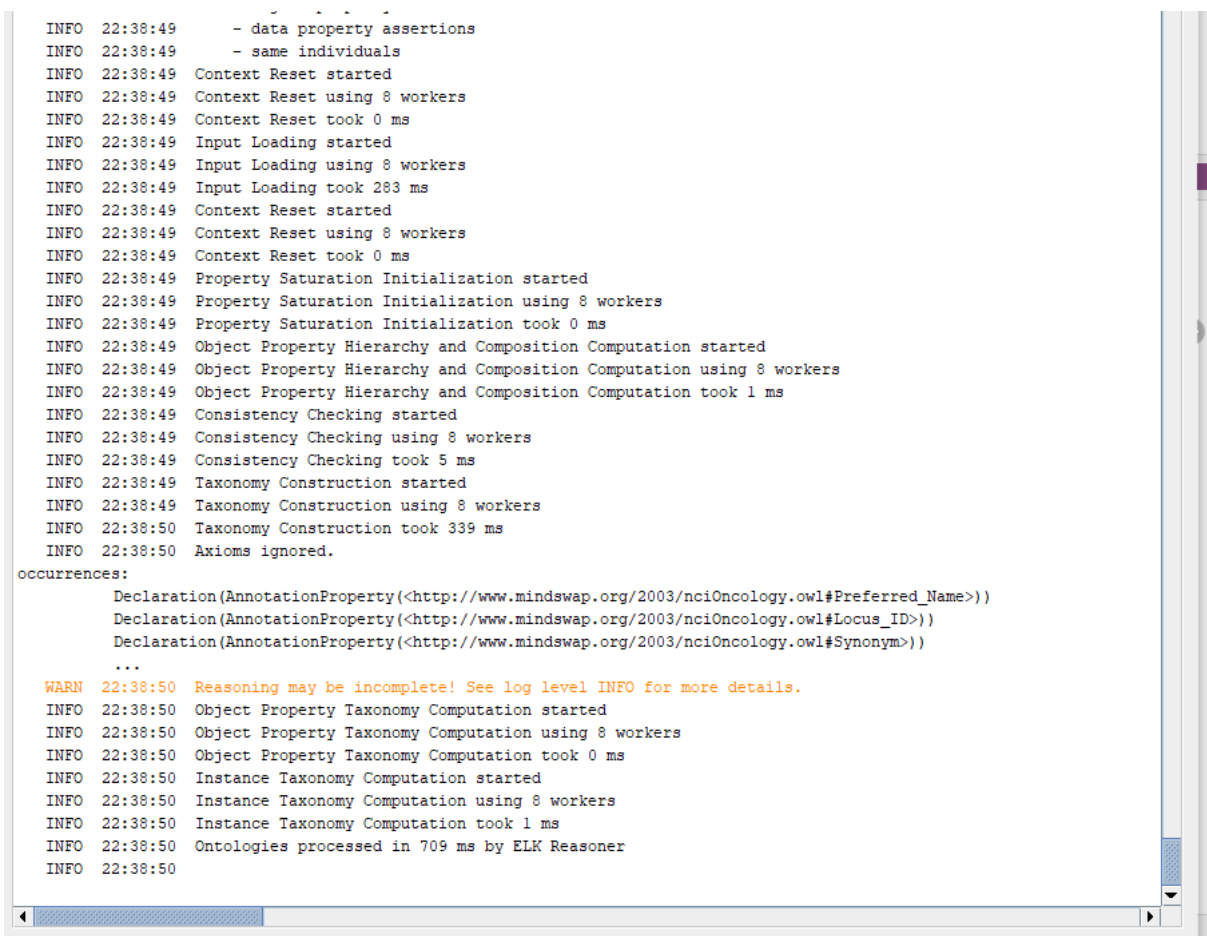 INFO 22:38:49 - data property assertions
INFO 22:38:49 - same individuals
INFO 22:38:49 Context Reset started
INFO 22:38:49 Context Reset using 8 workers
INFO 22:38:49 Context Reset took 0 ms
INFO 22:38:49 Input Loading started
INFO 22:38:49 Input Loading using 8 workers
INFO 22:38:49 Input Loading took 283 ms
INFO 22:38:49 Context Reset started
INFO 22:38:49 Context Reset using 8 workers
INFO 22:38:49 Context Reset took 0 ms
INFO 22:38:49 Property Saturation Initialization started
INFO 22:38:49 Property Saturation Initialization using 8 workers
INFO 22:38:49 Property Saturation Initialization took 0 ms
INFO 22:38:49 Object Property Hierarchy and Composition Computation started
INFO 22:38:49 Object Property Hierarchy and Composition Computation using 8 workers
INFO 22:38:49 Object Property Hierarchy and Composition Computation took 1 ms
INFO 22:38:49 Consistency Checking started
INFO 22:38:49 Consistency Checking using 8 workers
INFO 22:38:49 Consistency Checking took 5 ms
INFO 22:38:49 Taxonomy Construction started
INFO 22:38:49 Taxonomy Construction using 8 workers
INFO 22:38:50 Taxonomy Construction took 339 ms
INFO 22:38:50 Axioms ignored.
occurrences:
Declaration(AnnotationProperty(<http://www.mindswap.org/2003/nciOncology.owl#Preferred_Name>))
Declaration(AnnotationProperty(<http://www.mindswap.org/2003/nciOncology.owl#Locus_ID>))
Declaration(AnnotationProperty(<http://www.mindswap.org/2003/nciOncology.owl#Synonym>))
...
WARN 22:38:50 Reasoning may be incomplete! See log level INFO for more details.
INFO 22:38:50 Object Property Taxonomy Computation started
INFO 22:38:50 Object Property Taxonomy Computation using 8 workers
INFO 22:38:50 Object Property Taxonomy Computation took 0 ms
INFO 22:38:50 Instance Taxonomy Computation started
INFO 22:38:50 Instance Taxonomy Computation using 8 workers
INFO 22:38:50 Instance Taxonomy Computation took 1 ms
INFO 22:38:50 Ontologies processed in 709 ms by ELK Reasoner
INFO 22:38:50